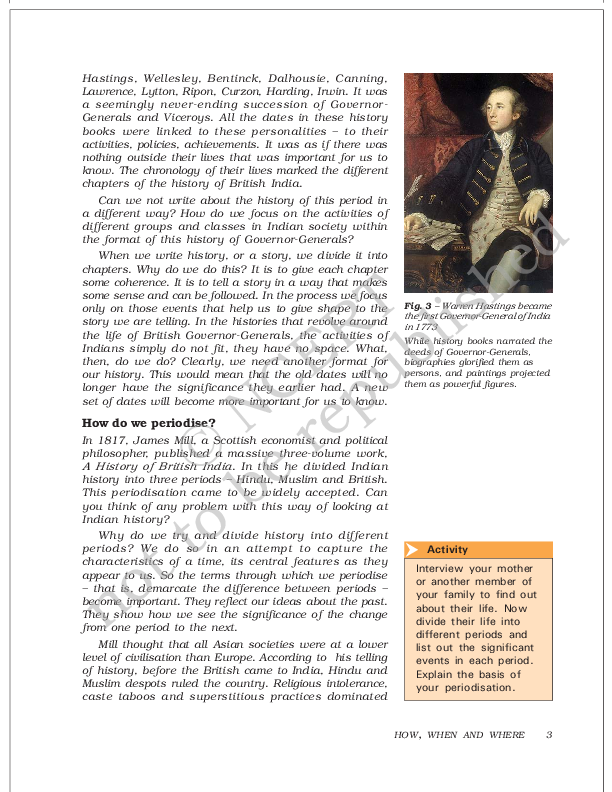 Hastings, Wellesley, Bentinck, Dalhousie, Canning,
Lawrence, Lytton, Ripon, Curzon, Harding, Irwin. It was
a seemingly never-ending succession of Governor-
Generals and Viceroys. All the dates in these history
books were linked to these personalities – to their
activities, policies, achievements. It was as if there was
nothing outside their lives that was important for us to
know. The chronology of their lives marked the different
chapters of the history of British India.
Can we not write about the history of this period in
a different way? How do we focus on the activities of
different groups and classes in Indian society within
the format of this history of Governor-Generals?
When we write history, or a story, we divide it into
chapters. Why do we do this? It is to give each chapter
some coherence. It is to tell a story in a way that makes
some sense and can be followed. In the process we focus
only on those events that help us to give shape to the
story we are telling. In the histories that revolve around
the life of British Governor-Generals, the activities of
Indians simply do not fit, they have no space. What,
then, do we do? Clearly, we need another format for
our history. This would mean that the old dates will no
longer have the significance they earlier had. A new
set of dates will become more important for us to know.
How do we periodise?
In 1817, James Mill, a Scottish economist and political
philosopher, published a massive three-volume work,
A History of British India. In this he divided Indian
history into three periods – Hindu, Muslim and British.
This periodisation came to be widely accepted. Can
you think of any problem with this way of looking at
Indian history?
Why do we try and divide history into different
periods? We do so in an attempt to capture the
characteristics of a time, its central features as they
appear to us. So the terms through which we periodise
– that is, demarcate the difference between periods –
become important. They reflect our ideas about the past.
They show how we see the significance of the change
from one period to the next.
Mill thought that all Asian societies were at a lower
level of civilisation than Europe. According to his telling
of history, before the British came to India, Hindu and
Muslim despots ruled the country. Religious intolerance,
caste taboos and superstitious practices dominated
Fig. 3 – Warren Hastings became
the first Governor-General of India
in 1773
While history books narrated the
deeds of Governor-Generals,
biographies glorified them as
persons, and paintings projected
them as powerful figures.
Activity
Interview your mother
or another member of
your family to find out
about their life. Now
divide their life into
different periods and
list out the significant
events in each period.
Explain the basis of
your periodisation.
HOW, WHEN AND WHERE 3
© NCERT
not to be republished